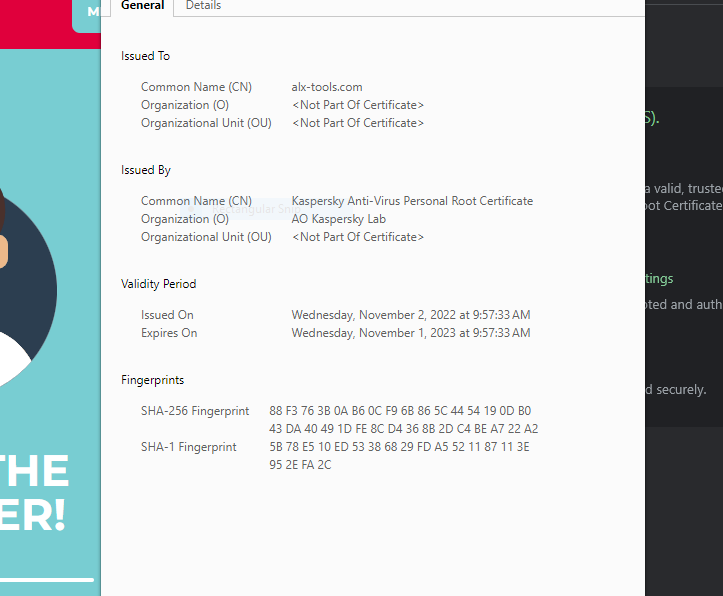 M
General Details
Issued To
Common Name (CN) alx-tools.com
Organization (O) <Not Part Of Certificate>
Organizational Unit (OU) <Not Part Of Certificate>
S).
Issued By
a valid, truste
Common Name (CN) Kaspersky Anti-Virus Personal Root Certificate
oot Certificate
Rectangular Snip
Organization (O) AO Kaspersky Lab
Organizational Unit (OU) <Not Part Of Certificate>
Validity Period
ttings
Issued On Wednesday, November 2, 2022 at 9:57:33 AM
pted and auth
Expires On Wednesday, November 1, 2023 at 9:57:33 AM
Fingerprints
d securely.
SHA-256 Fingerprint 88 F3 76 3B 0A B6 0C F9 6B 86 5C 44 54 19 0D B0
43 DA 40 49 1D FE 8C D4 36 8B 2D C4 BE A7 22 A2
SHA-1 Fingerprint 5B 78 E5 10 ED 53 38 68 29 FD A5 52 11 87 11 3E
95 2E FA 2C
THE
ER!